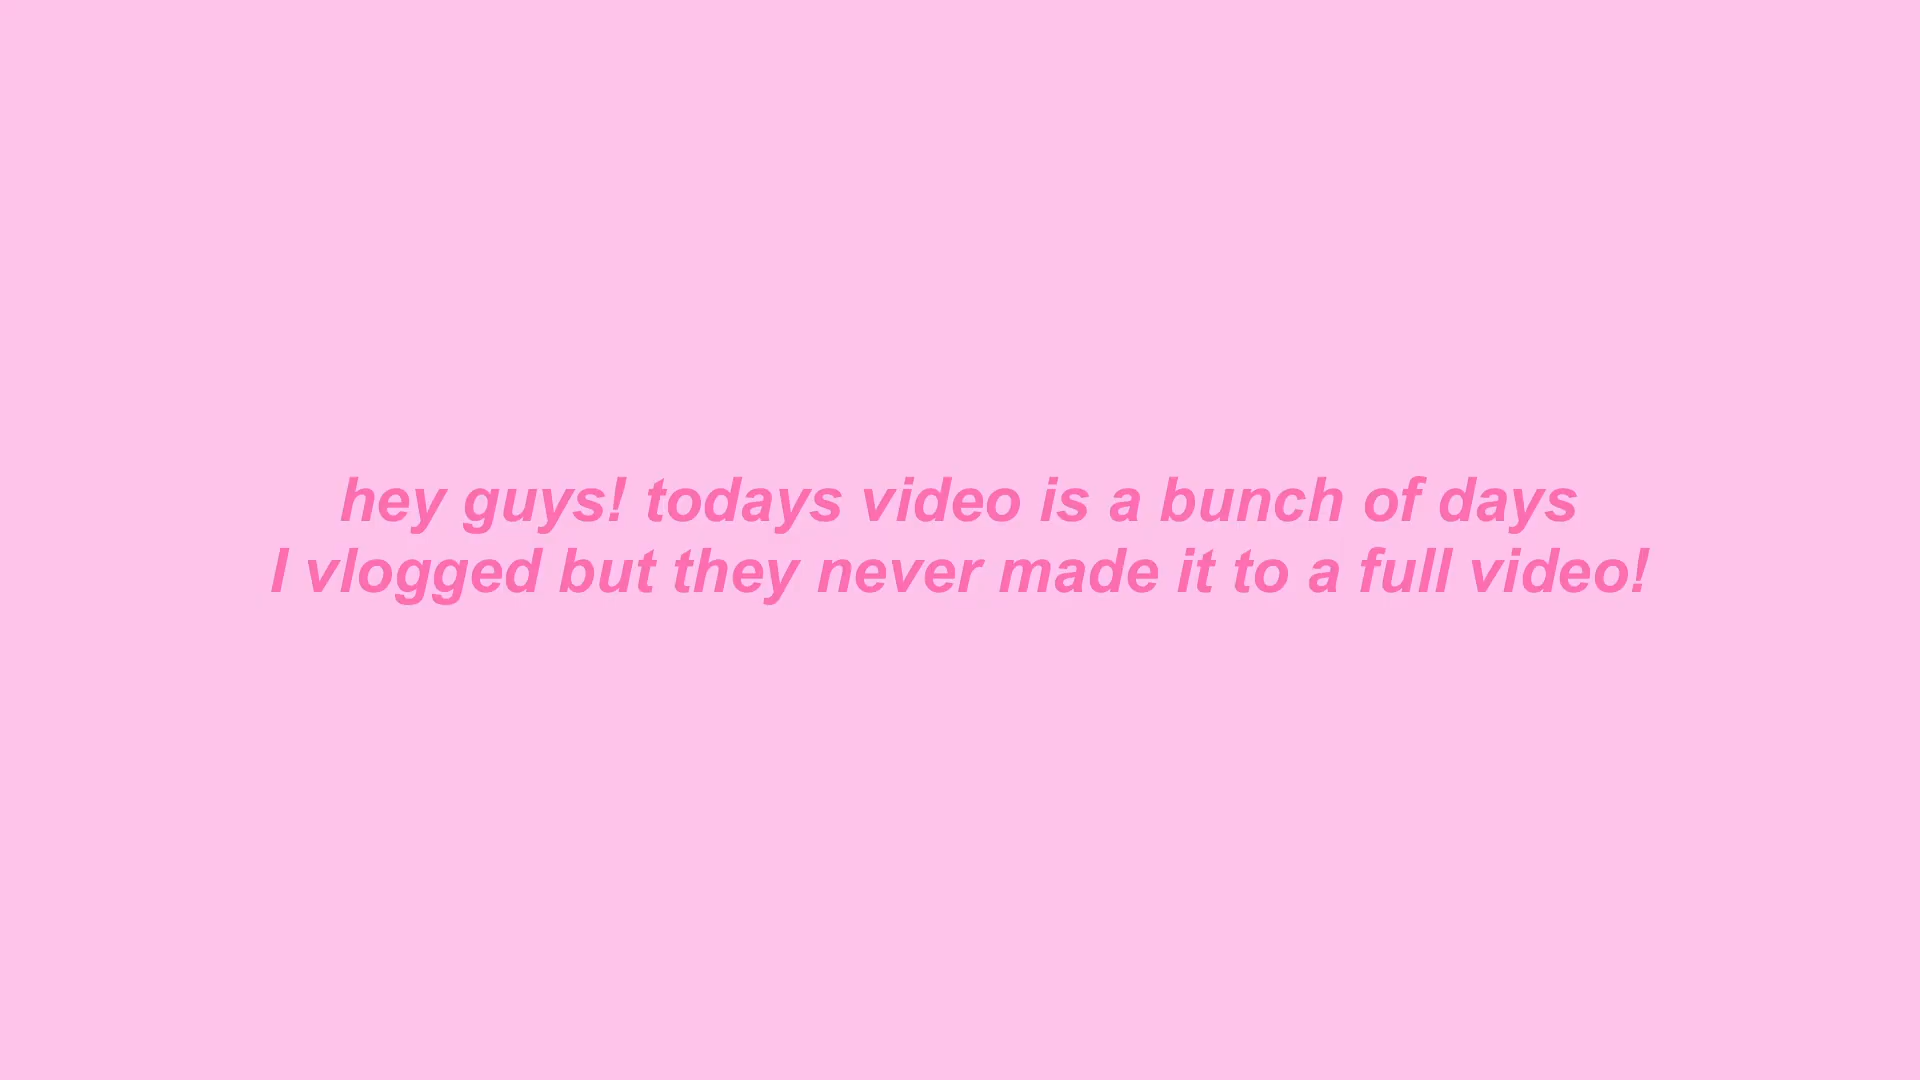 hey guys! todays video is a bunch of days
I vlogged but they never made it to a full video!